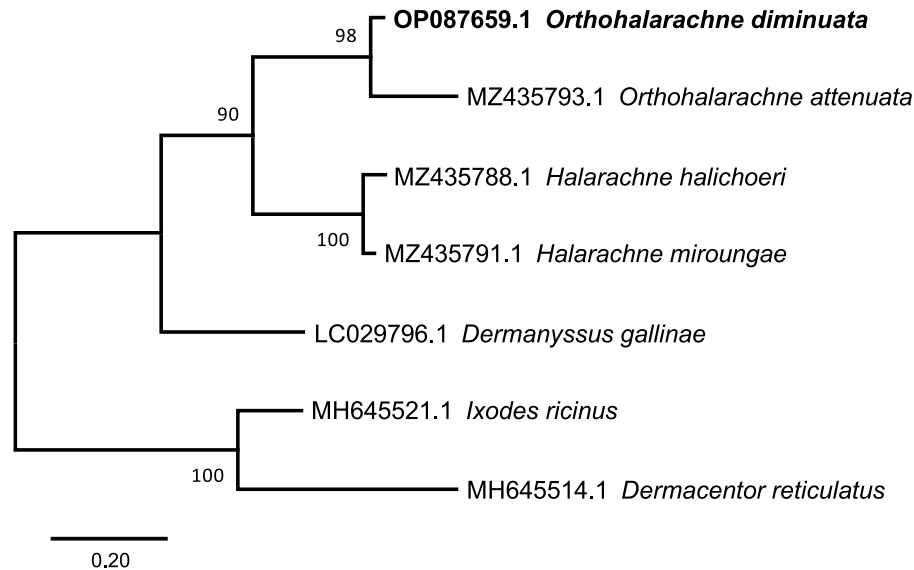 OP087659.1 Orthohalarachne diminuata
98
MZ435793.1 Orthohalarachne attenuata
90
MZ435788.1 Halarachne halichoeri
100
MZ435791.1 Halarachne miroungae
LC029796.1 Dermanyssus gallinae
MH645521.1 Ixodes ricinus
100
MH645514.1 Dermacentor reticulatus
0.20